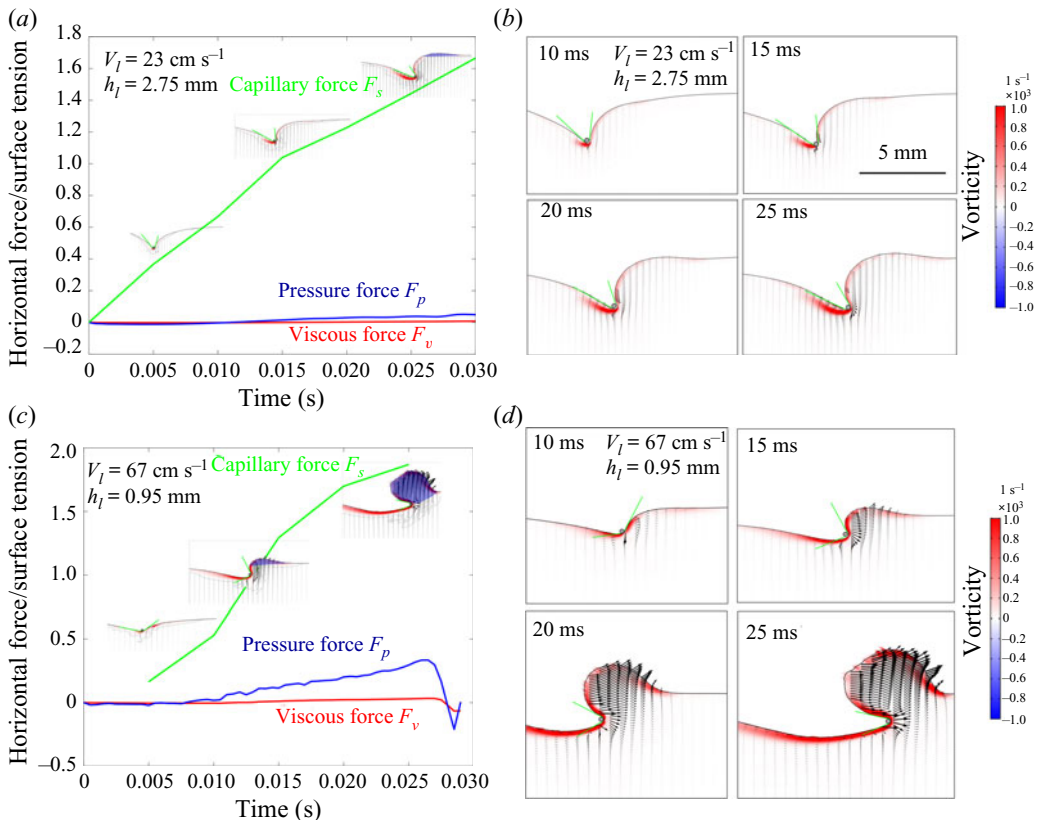 (a)
1.8
1.6
1.4
1.2
1.0
0.8
0.6
0.4
0.2
0
–0.2
Horizontal force/surface tension
V_l = 23 cm s⁻¹
h_l = 2.75 mm
Capillary force F_s
Pressure force F_p
Viscous force F_v
0 0.005 0.010 0.015 0.020 0.025 0.030
Time (s)
(b)
10 ms
V_l = 23 cm s⁻¹
h_l = 2.75 mm
15 ms
5 mm
20 ms
25 ms
Vorticity
1 s⁻¹
×10³
1.0
0.8
0.6
0.4
0.2
0
–0.2
–0.4
–0.6
–0.8
–1.0
(c)
2.0
1.5
1.0
0.5
0
–0.5
Horizontal force/surface tension
V_l = 67 cm s⁻¹
h_l = 0.95 mm
Capillary force F_s
Pressure force F_p
Viscous force F_v
0 0.005 0.010 0.015 0.020 0.025 0.030
Time (s)
(d)
10 ms
V_l = 67 cm s⁻¹
h_l = 0.95 mm
15 ms
20 ms
25 ms
Vorticity
1 s⁻¹
×10³
1.0
0.8
0.6
0.4
0.2
0
–0.2
–0.4
–0.6
–0.8
–1.0